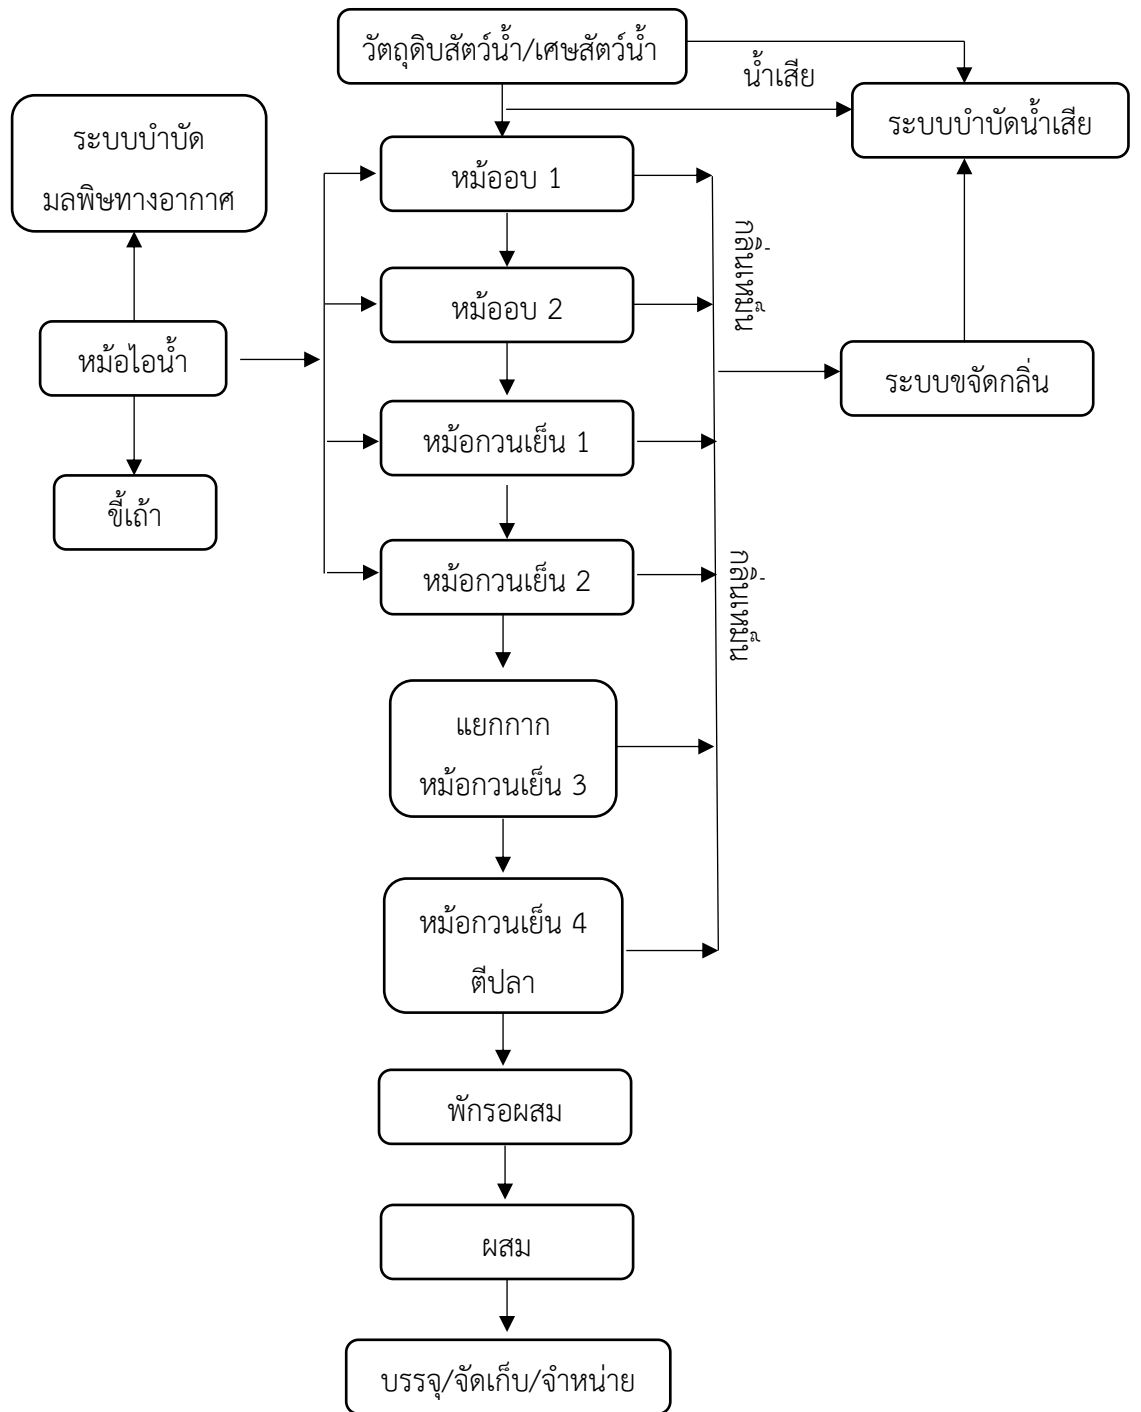 วัตถุดิบสัตว์น้ำ/เศษสัตว์น้ำ
น้ำเสีย
ระบบบำบัดน้ำเสีย
ระบบบำบัด
มลพิษทางอากาศ
หม้ออบ 1
กลิ่นเหม็น
หม้ออบ 2
หม้อไอน้ำ
ระบบขจัดกลิ่น
หม้อกวนเย็น 1
ขี้เถ้า
หม้อกวนเย็น 2
กลิ่นเหม็น
แยกกาก
หม้อกวนเย็น 3
หม้อกวนเย็น 4
ตีปลา
พักรอผสม
ผสม
บรรจุ/จัดเก็บ/จำหน่าย